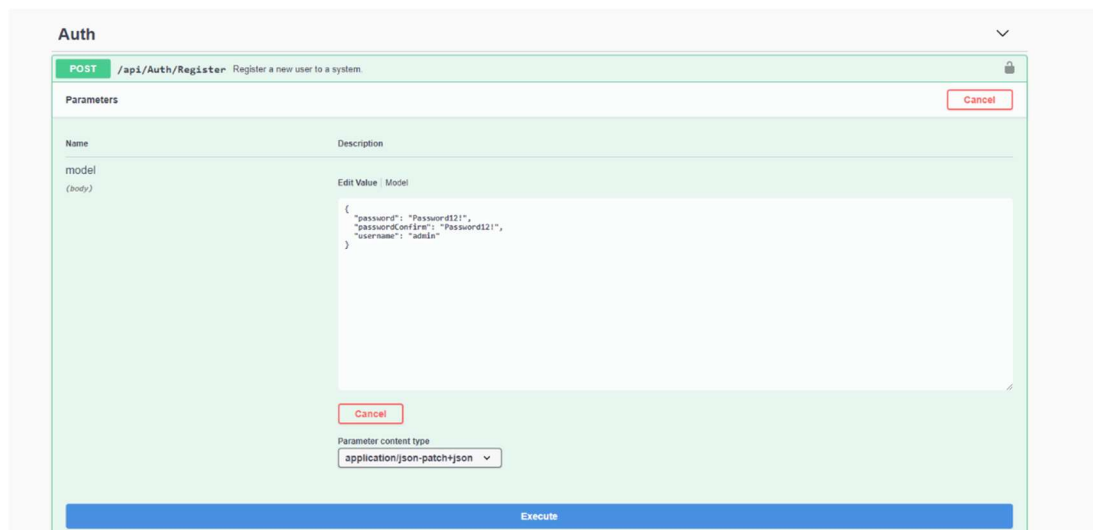 Auth
POST /api/Auth/Register Register a new user to a system.
Parameters
Cancel
Name Description
model
(body)
Edit Value | Model
{
"password": "Password12!",
"passwordConfirm": "Password12!",
"username": "admin"
}
Cancel
Parameter content type
application/json-patch+json
Execute